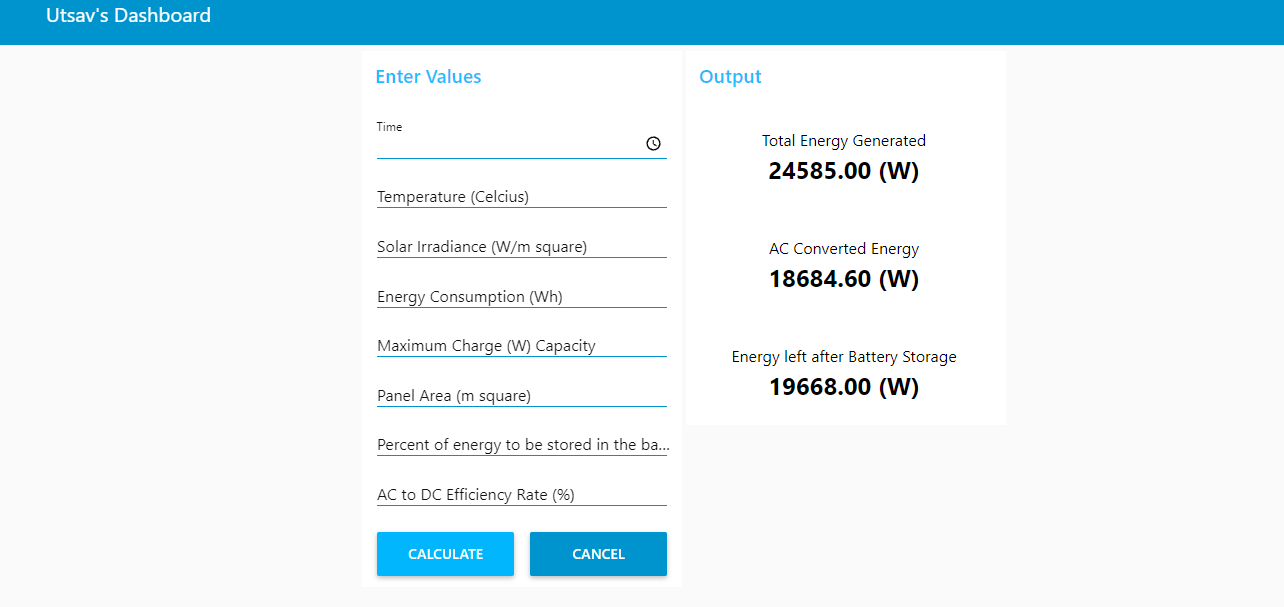 Utsav's Dashboard
Enter Values
Time
Temperature (Celcius)
Solar Irradiance (W/m square)
Energy Consumption (Wh)
Maximum Charge (W) Capacity
Panel Area (m square)
Percent of energy to be stored in the ba...
AC to DC Efficiency Rate (%)
CALCULATE
CANCEL
Output
Total Energy Generated
24585.00 (W)
AC Converted Energy
18684.60 (W)
Energy left after Battery Storage
19668.00 (W)